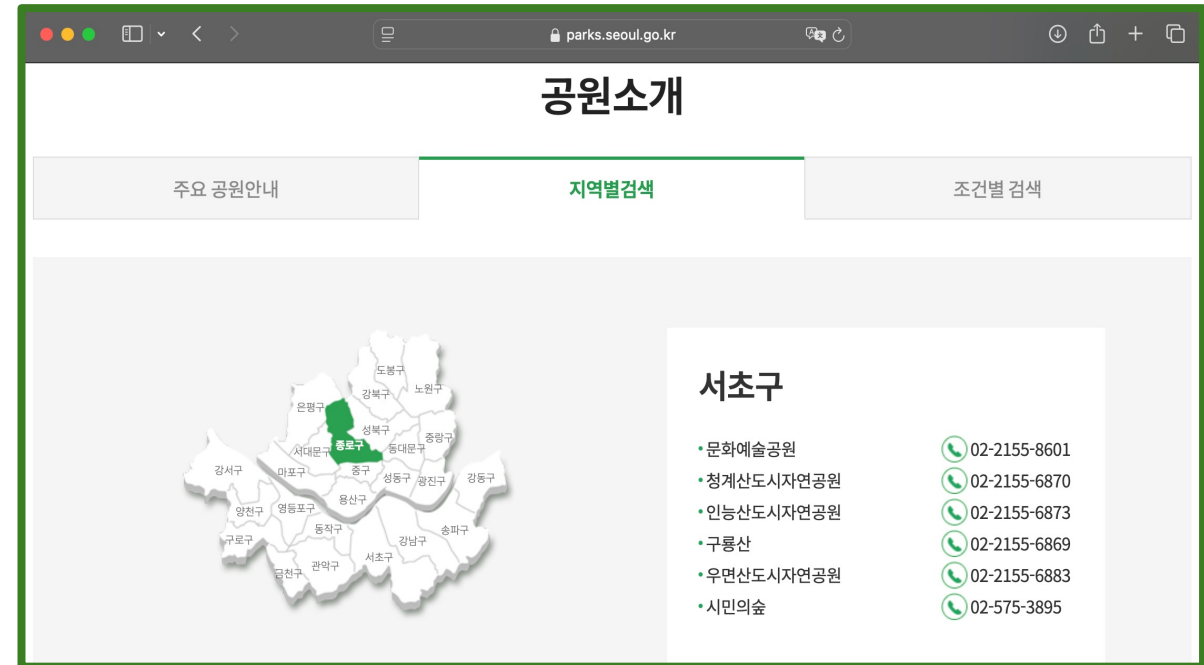 parks.seoul.go.kr
공원소개
주요 공원안내
지역별검색
조건별 검색
도봉구
노원구
강북구
은평구
성북구
중랑구
종로구
서대문구
동대문구
강서구
마포구
중구
성동구
광진구
강동구
용산구
양천구
영등포구
동작구
송파구
구로구
강남구
서초구
관악구
금천구
서초구
•문화예술공원 02-2155-8601
•청계산도시자연공원 02-2155-6870
•인능산도시자연공원 02-2155-6873
•구룡산 02-2155-6869
•우면산도시자연공원 02-2155-6883
•시민의숲 02-575-3895